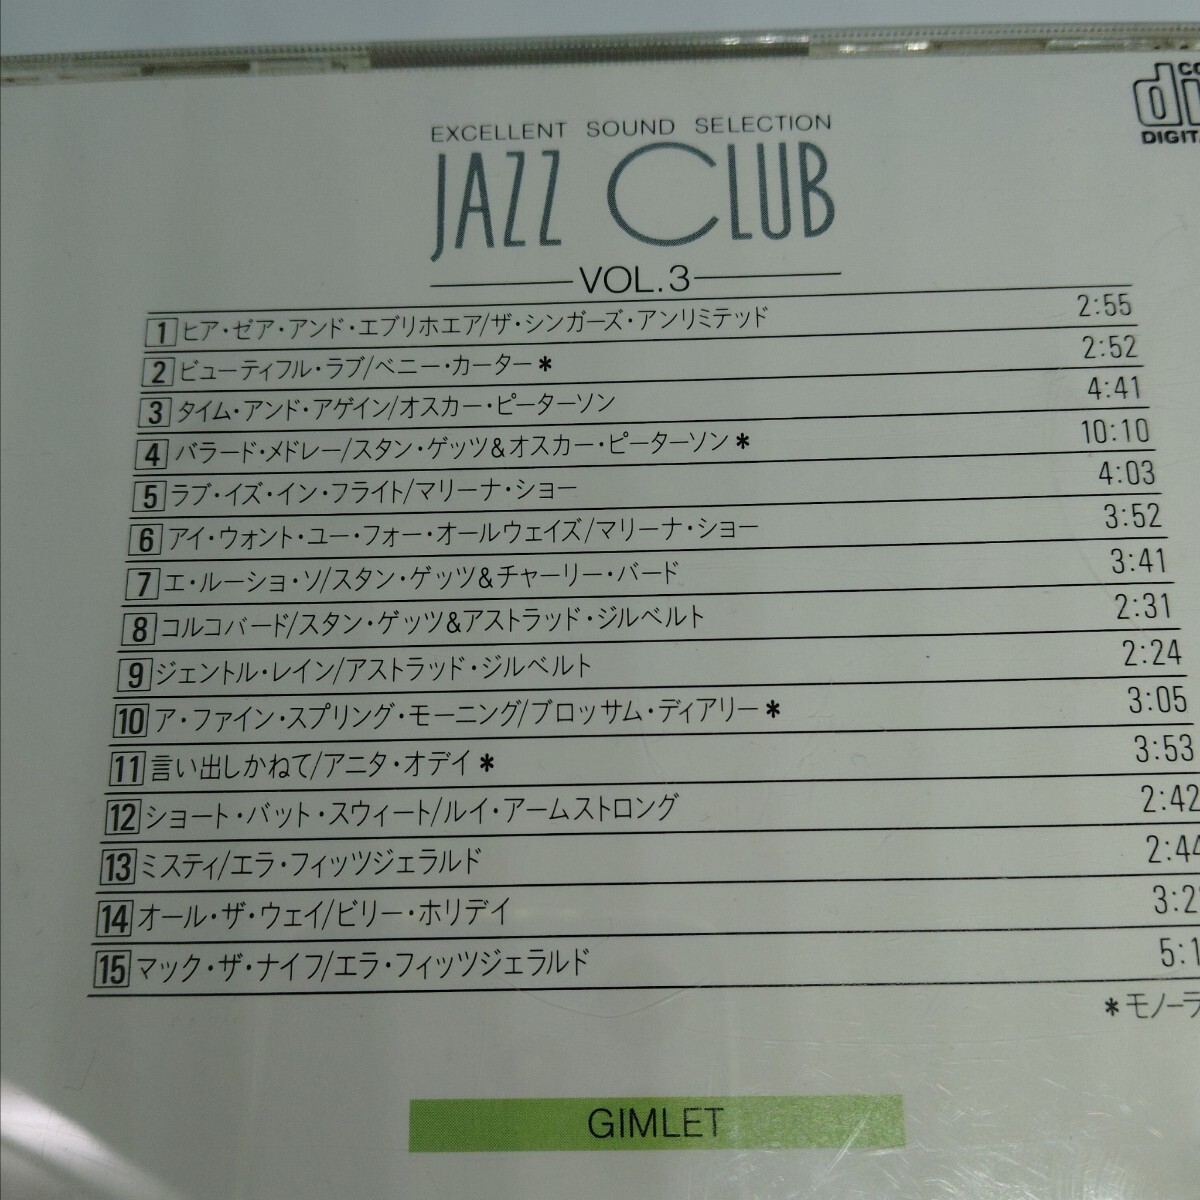 EXCELLENT SOUND SELECTION
JAZZ CLUB
VOL.3
1 ヒア・ゼア・アンド・エブリホエア/ザ・シンガーズ・アンリミテッド 2:55
2 ビューティフル・ラブ/ベニー・カーター* 2:52
3 タイム・アンド・アゲイン/オスカー・ピーターソン 4:41
4 バラード・メドレー/スタン・ゲッツ&オスカー・ピーターソン* 10:10
5 ラブ・イズ・イン・フライト/マリーナ・ショー 4:03
6 アイ・ウォント・ユー・フォー・オールウェイズ/マリーナ・ショー 3:52
7 エ・ルーショ・ソ/スタン・ゲッツ&チャーリー・バード 3:41
8 コルコバード/スタン・ゲッツ&アストラッド・ジルベルト 2:31
9 ジェントル・レイン/アストラッド・ジルベルト 2:24
10 ア・ファイン・スプリング・モーニング/ブロッサム・ディアリー* 3:05
11 言い出しかねて/アニタ・オデイ* 3:53
12 ショート・バット・スウィート/ルイ・アームストロング 2:42
13 ミスティ/エラ・フィッツジェラルド 2:44
14 オール・ザ・ウェイ/ビリー・ホリデイ 3:2
15 マック・ザ・ナイフ/エラ・フィッツジェラルド 5:1
*モノーラ
GIMLET